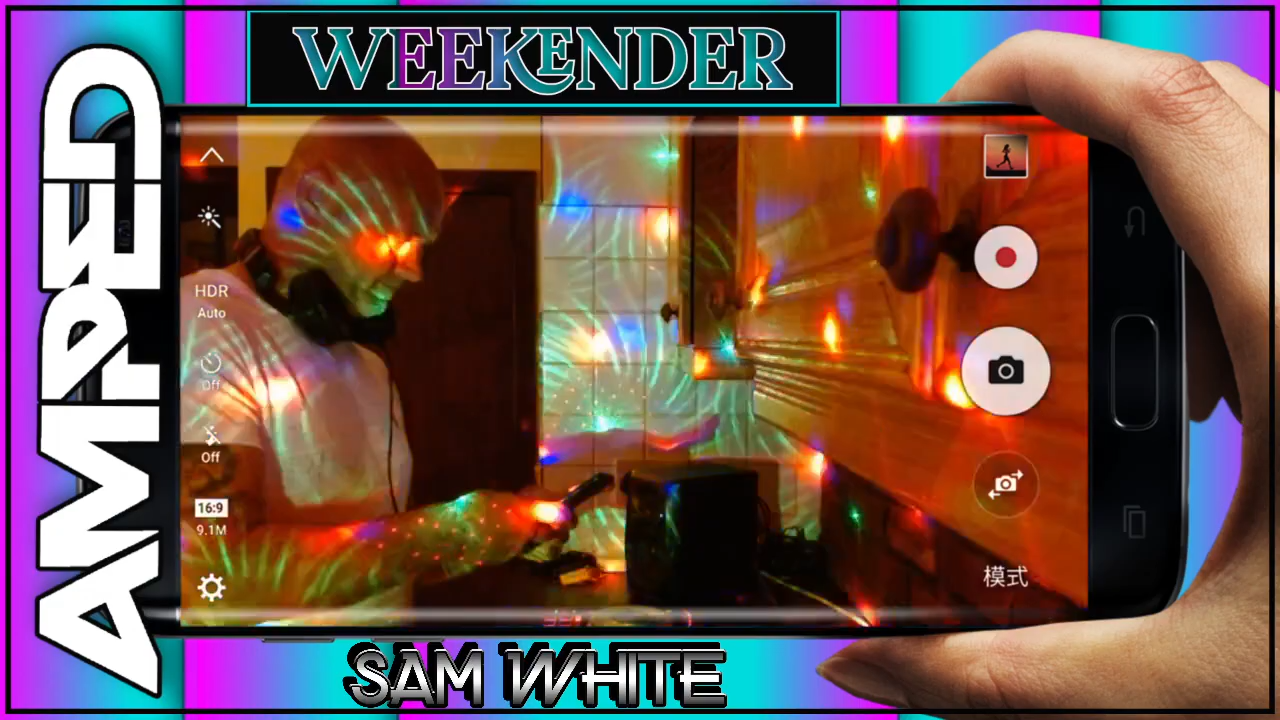 WEEKENDER
AMPED
HDR
Auto
Off
Off
16:9
9.1M
模式
SAM WHITE